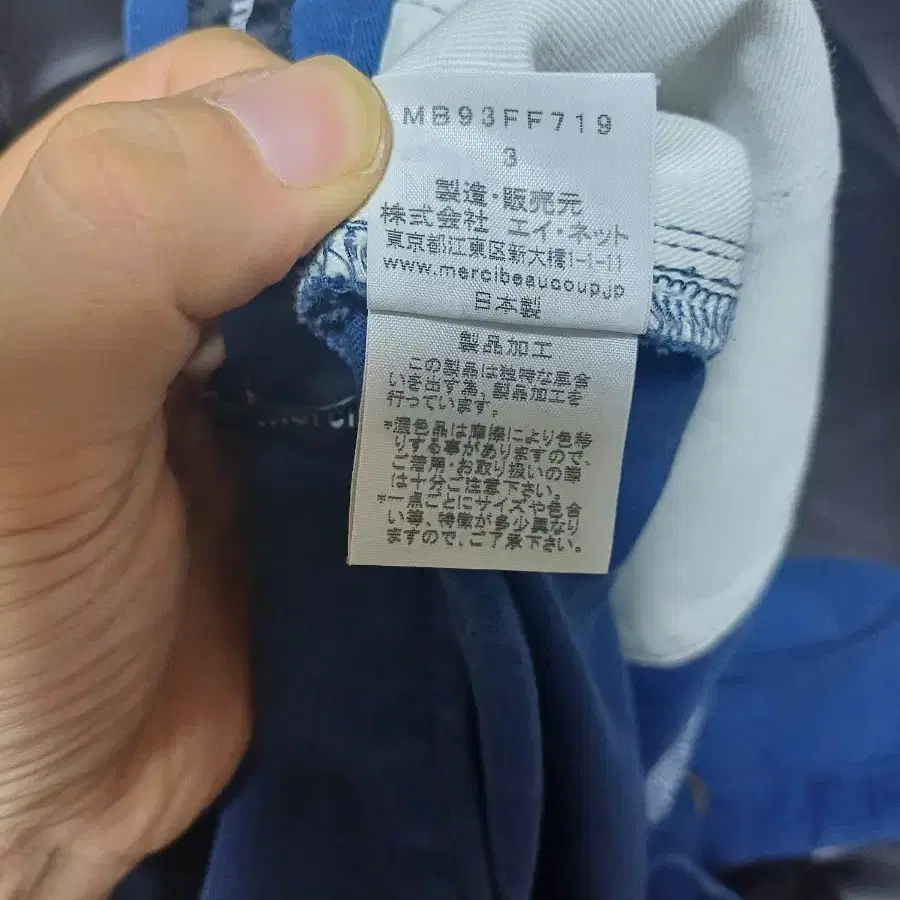 MB93FF719
3
製造・販売元
株式会社 エイ・ネット
東京都江東区新大橋1-1-11
www.mercibeaucoup.jp
日本製
製品加工
この製品は独特な風合
いを出す為、製品加工を
行っています。
*濃色品は摩擦により色移
りする事がありますので、
ご着用・お取り扱いの際
は十分ご注意下さい。
*一点ごとにサイズや色合
い等、特徴が多少異なり
ますので、ご了承下さい。
merci